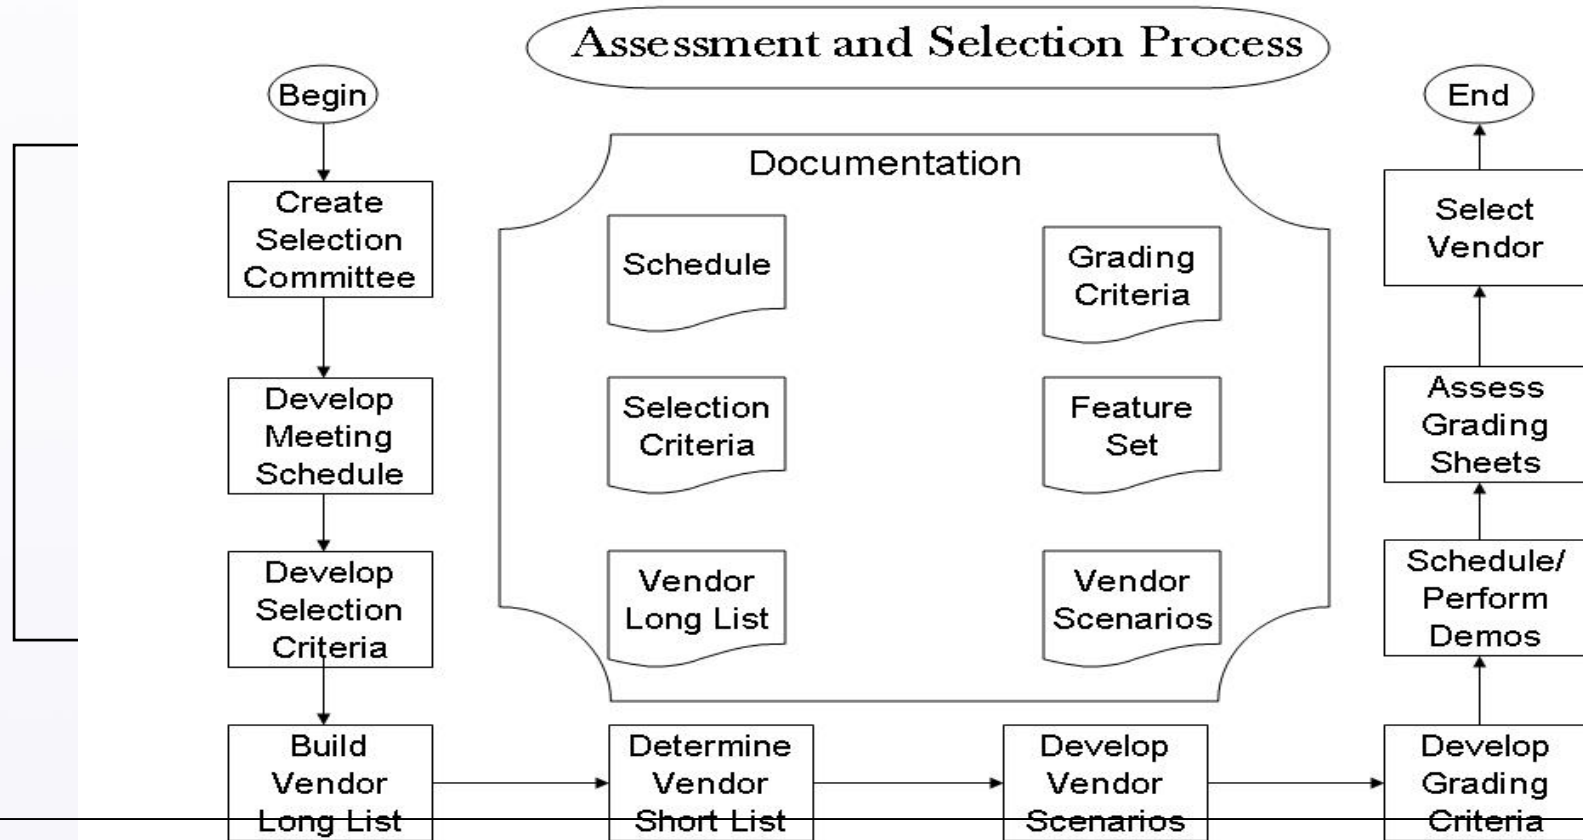 Assessment and Selection Process
Begin
Create
Selection
Committee
Develop
Meeting
Schedule
Develop
Selection
Criteria
Build
Vendor
Long List
Determine
Vendor
Short List
Develop
Vendor
Scenarios
Develop
Grading
Criteria
Schedule/
Perform
Demos
Assess
Grading
Sheets
Select
Vendor
End
Documentation
Schedule
Selection
Criteria
Vendor
Long List
Grading
Criteria
Feature
Set
Vendor
Scenarios